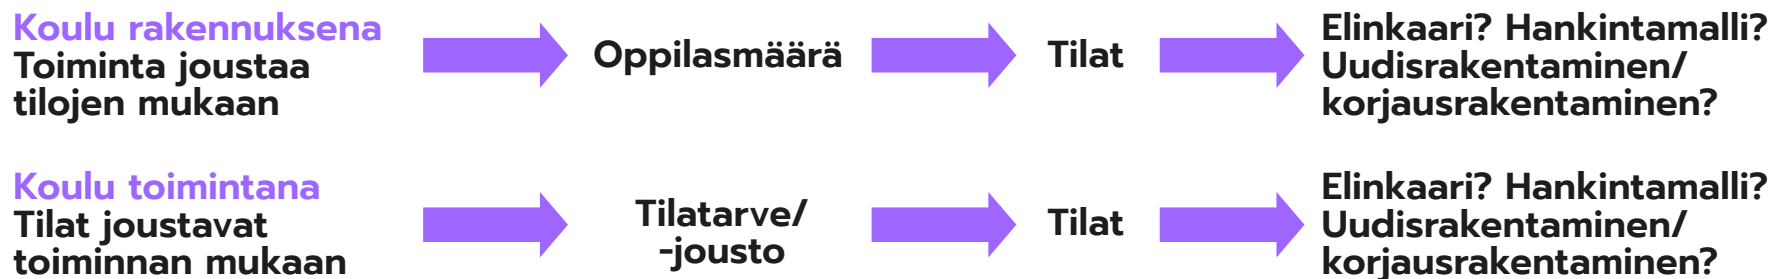 Koulu rakennuksena
Toiminta joustaa
tilojen mukaan
Oppilasmäärä
Tilat
Elinkaari? Hankintamalli?
Uudisrakentaminen/
korjausrakentaminen?
Koulu toimintana
Tilat joustavat
toiminnan mukaan
Tilatarve/
-jousto
Tilat
Elinkaari? Hankintamalli?
Uudisrakentaminen/
korjausrakentaminen?